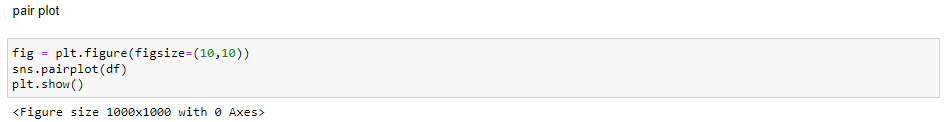 pair plot
fig = plt.figure(figsize=(10,10))
sns.pairplot(df)
plt.show()
<Figure size 1000x1000 with 0 Axes>